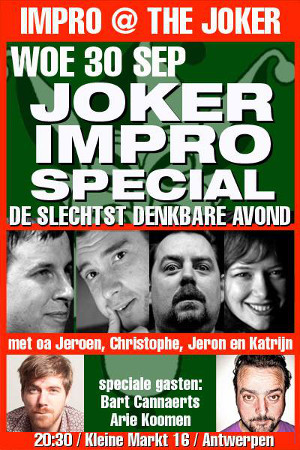 IMPRO @ THE JOKER
WOE 30 SEP
JOKER
IMPRO
SPECIAL
DE SLECHTST DENKBARE AVOND
met oa Jeroen, Christophe, Jeron en Katrijn
speciale gasten:
Bart Cannaerts
Arie Koomen
20:30 / Kleine Markt 16 / Antwerpen